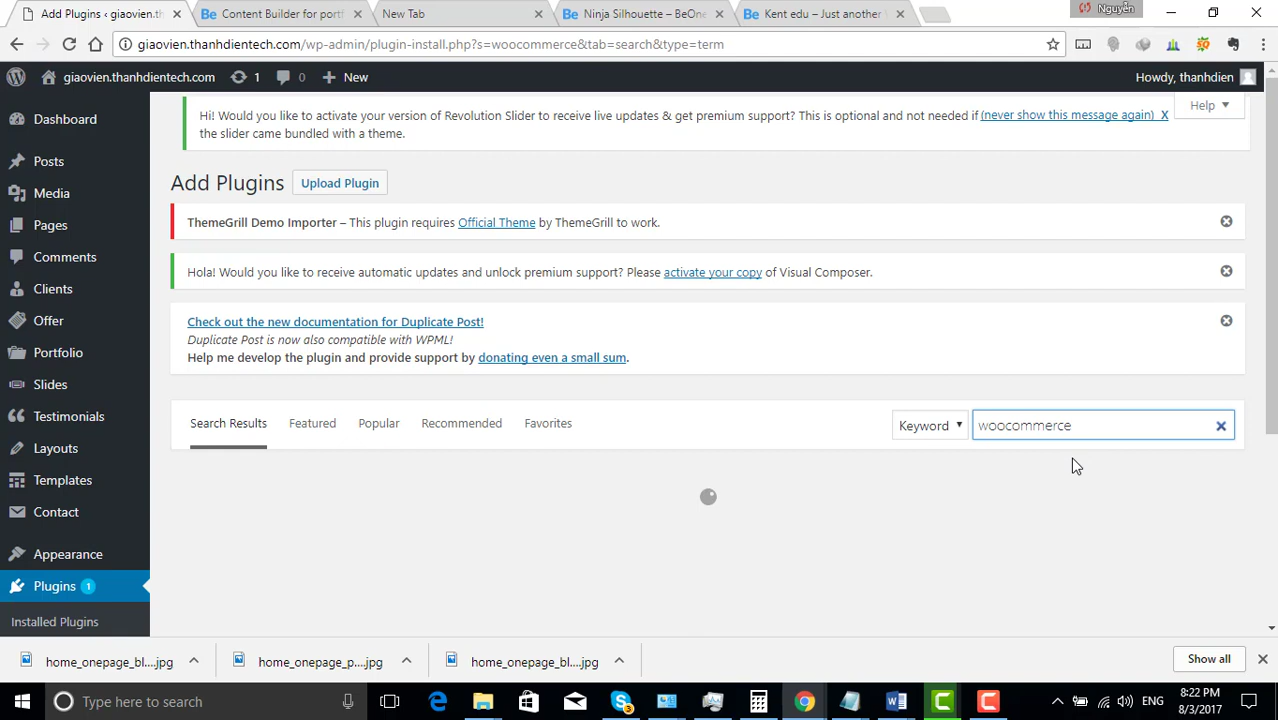 Add Plugins ‹ giaovien.
Content Builder for portf
New Tab
Ninja Silhouette – BeOne
Kent edu – Just another
Nguyễn
giaovien.thanhdientech.com/wp-admin/plugin-install.php?s=woocommerce&tab=search&type=term
giaovien.thanhdientech.com
1
0
New
Howdy, thanhdien
Dashboard
Posts
Media
Pages
Comments
Clients
Offer
Portfolio
Slides
Testimonials
Layouts
Templates
Contact
Appearance
Plugins 1
Installed Plugins
Help
Hi! Would you like to activate your version of Revolution Slider to receive live updates & get premium support? This is optional and not needed if (never show this message again) X
the slider came bundled with a theme.
Add Plugins
Upload Plugin
ThemeGrill Demo Importer – This plugin requires Official Theme by ThemeGrill to work.
Hola! Would you like to receive automatic updates and unlock premium support? Please activate your copy of Visual Composer.
Check out the new documentation for Duplicate Post!
Duplicate Post is now also compatible with WPML!
Help me develop the plugin and provide support by donating even a small sum.
Search Results
Featured
Popular
Recommended
Favorites
Keyword
woocommerce
home_onepage_bl....jpg
home_onepage_p....jpg
home_onepage_bl....jpg
Show all
Type here to search
ENG
8:22 PM
8/3/2017